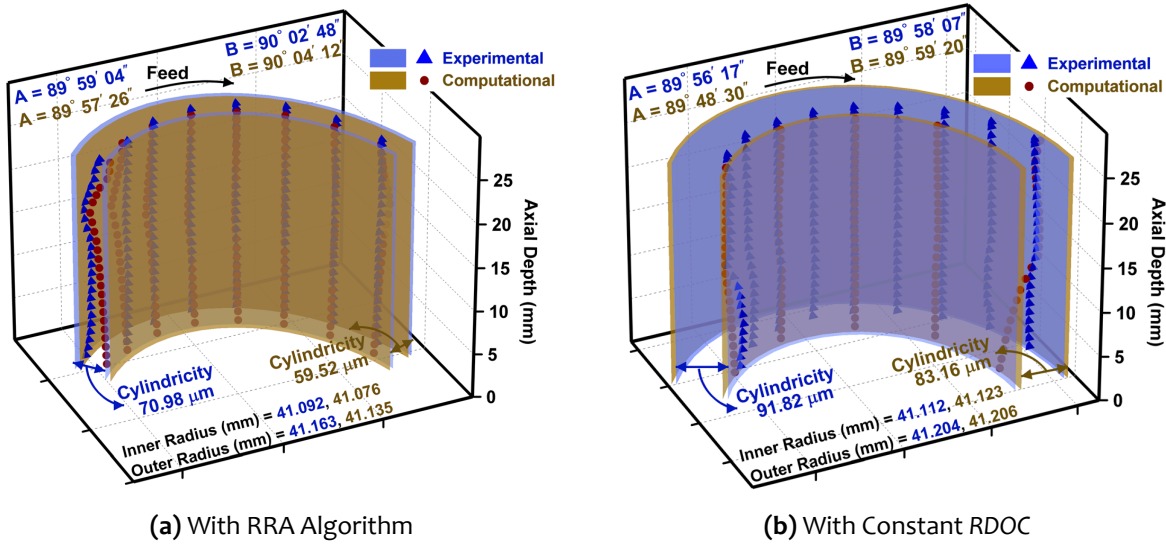 A = 89° 59′ 04″
A = 89° 57′ 26″
Feed
B = 90° 02′ 48″
B = 90° 04′ 12″
Experimental
Computational
25
20
15
10
5
0
Axial Depth (mm)
Cylindricity
70.98 μm
Cylindricity
59.52 μm
Inner Radius (mm) = 41.092, 41.076
Outer Radius (mm) = 41.163, 41.135
(a) With RRA Algorithm
A = 89° 56′ 17″
A = 89° 48′ 30″
Feed
B = 89° 58′ 07″
B = 89° 59′ 20″
Experimental
Computational
25
20
15
10
5
0
Axial Depth (mm)
Cylindricity
91.82 μm
Cylindricity
83.16 μm
Inner Radius (mm) = 41.112, 41.123
Outer Radius (mm) = 41.204, 41.206
(b) With Constant RDOC